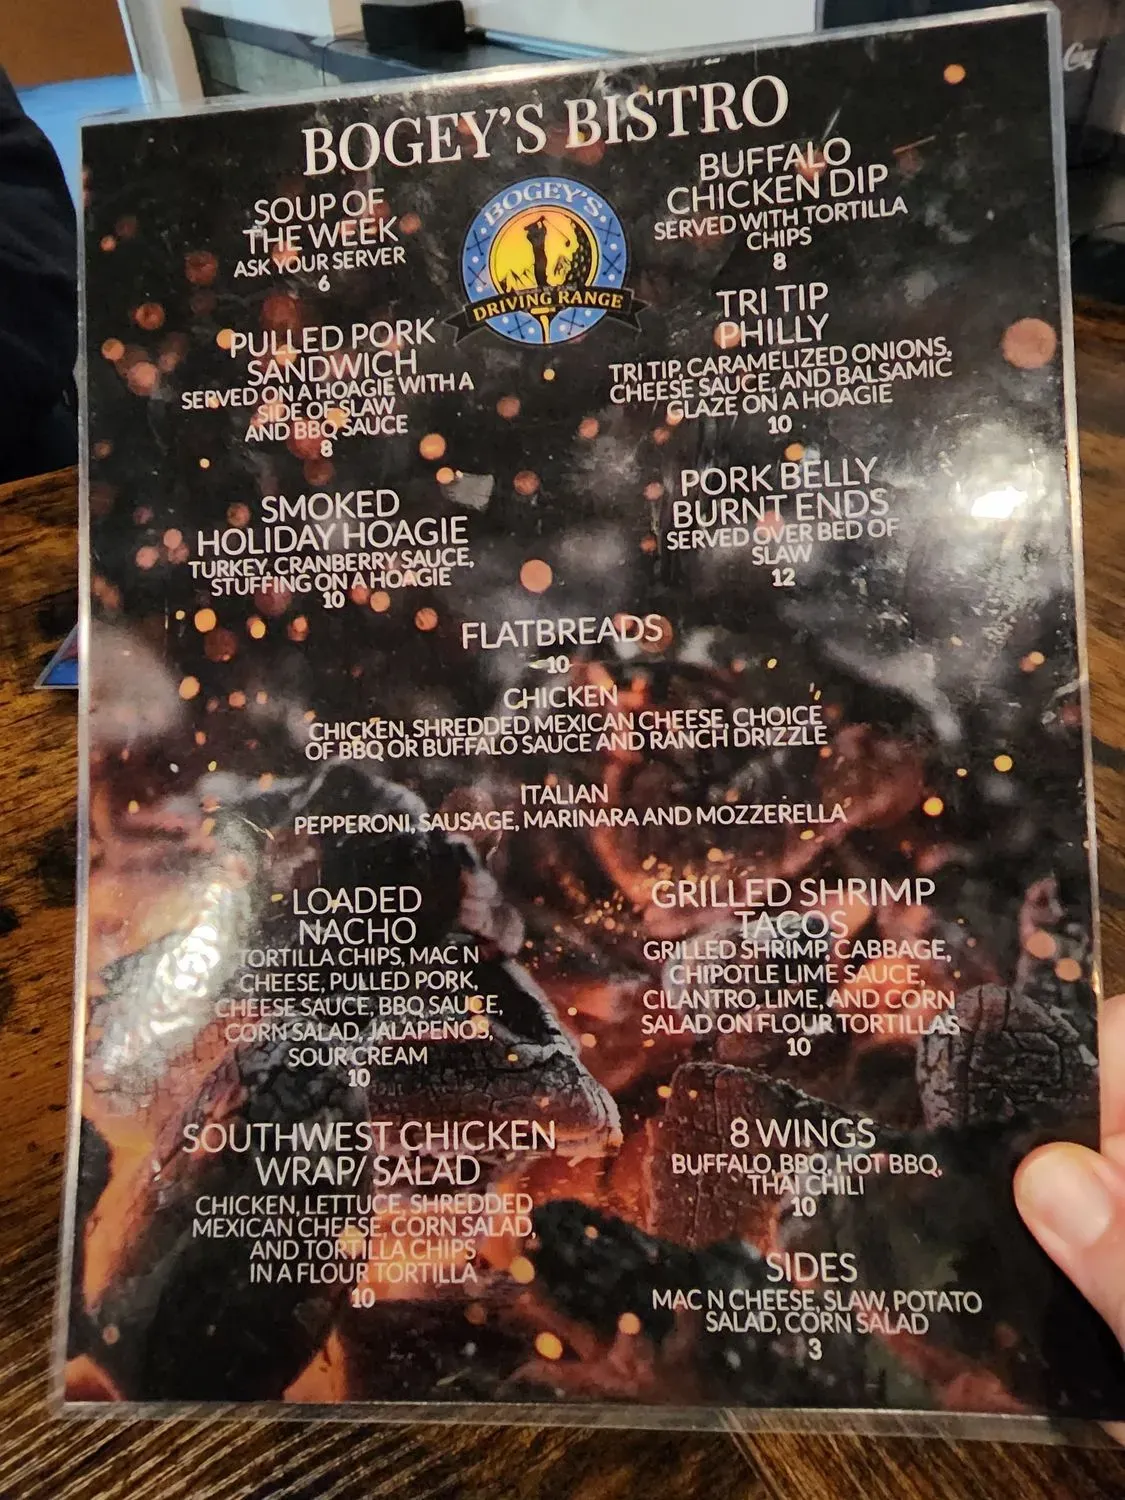 BOGEY'S BISTRO
SOUP OF
THE WEEK
ASK YOUR SERVER
6
BOGEY'S
DRIVING RANGE
BUFFALO
CHICKEN DIP
SERVED WITH TORTILLA
CHIPS
8
PULLED PORK
SANDWICH
SERVED ON A HOAGIE WITH A
SIDE OF SLAW
AND BBQ SAUCE
8
TRI TIP
PHILLY
TRI TIP, CARAMELIZED ONIONS,
CHEESE SAUCE, AND BALSAMIC
GLAZE ON A HOAGIE
10
SMOKED
HOLIDAY HOAGIE
TURKEY, CRANBERRY SAUCE,
STUFFING ON A HOAGIE
10
PORK BELLY
BURNT ENDS
SERVED OVER BED OF
SLAW
12
FLATBREADS
10
CHICKEN
CHICKEN, SHREDDED MEXICAN CHEESE, CHOICE
OF BBQ OR BUFFALO SAUCE AND RANCH DRIZZLE
ITALIAN
PEPPERONI, SAUSAGE, MARINARA AND MOZZERELLA
LOADED
NACHO
TORTILLA CHIPS, MAC N
CHEESE, PULLED PORK,
CHEESE SAUCE, BBQ SAUCE,
CORN SALAD, JALAPENOS,
SOUR CREAM
10
GRILLED SHRIMP
TACOS
GRILLED SHRIMP, CABBAGE,
CHIPOTLE LIME SAUCE,
CILANTRO, LIME, AND CORN
SALAD ON FLOUR TORTILLAS
10
SOUTHWEST CHICKEN
WRAP/ SALAD
CHICKEN, LETTUCE, SHREDDED
MEXICAN CHEESE, CORN SALAD,
AND TORTILLA CHIPS
IN A FLOUR TORTILLA
10
8 WINGS
BUFFALO, BBQ, HOT BBQ,
THAI CHILI
10
SIDES
MAC N CHEESE, SLAW, POTATO
SALAD, CORN SALAD
3